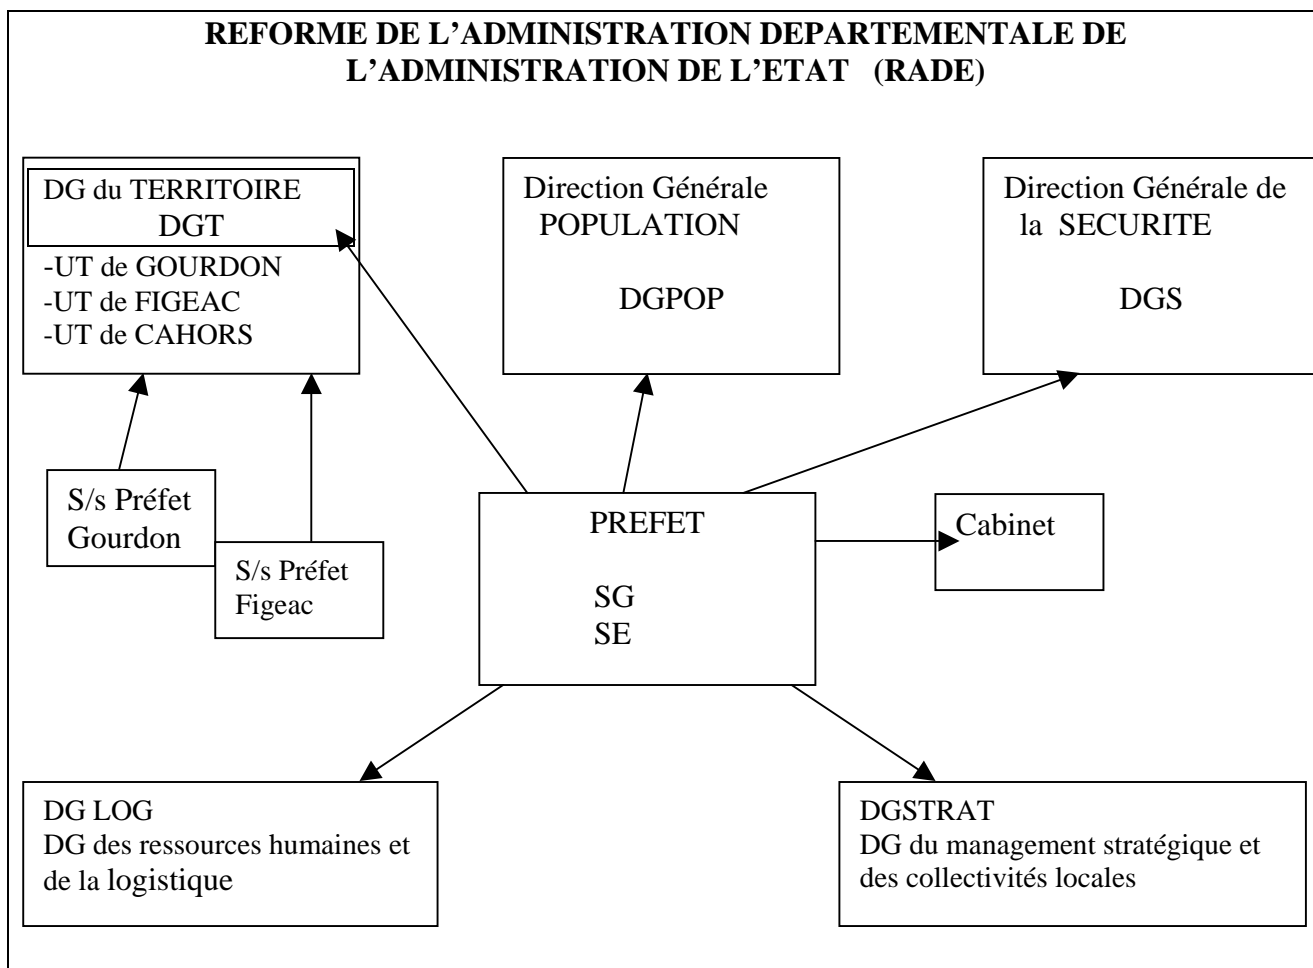 REFORME DE L’ADMINISTRATION DEPARTEMENTALE DE
L’ADMINISTRATION DE L’ETAT (RADE)
DG du TERRITOIRE
DGT
-UT de GOURDON
-UT de FIGEAC
-UT de CAHORS
Direction Générale
POPULATION
DGPOP
Direction Générale de
la SECURITE
DGS
S/s Préfet
Gourdon
S/s Préfet
Figeac
PREFET
SG
SE
Cabinet
DG LOG
DG des ressources humaines et
de la logistique
DGSTRAT
DG du management stratégique et
des collectivités locales